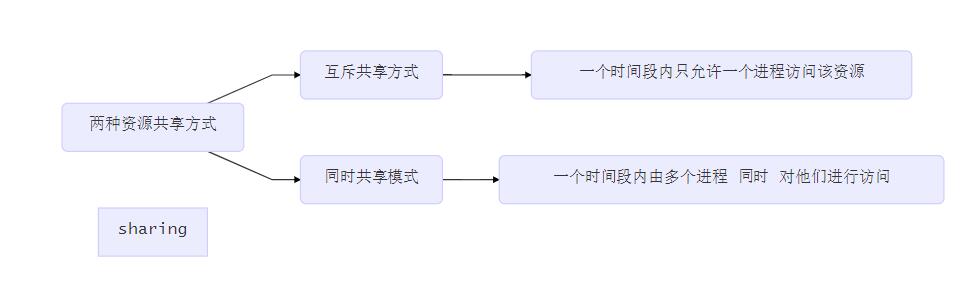 互斥共享方式
一个时间段内只允许一个进程访问该资源
两种资源共享方式
同时共享模式
一个时间段内由多个进程 同时 对他们进行访问
sharing